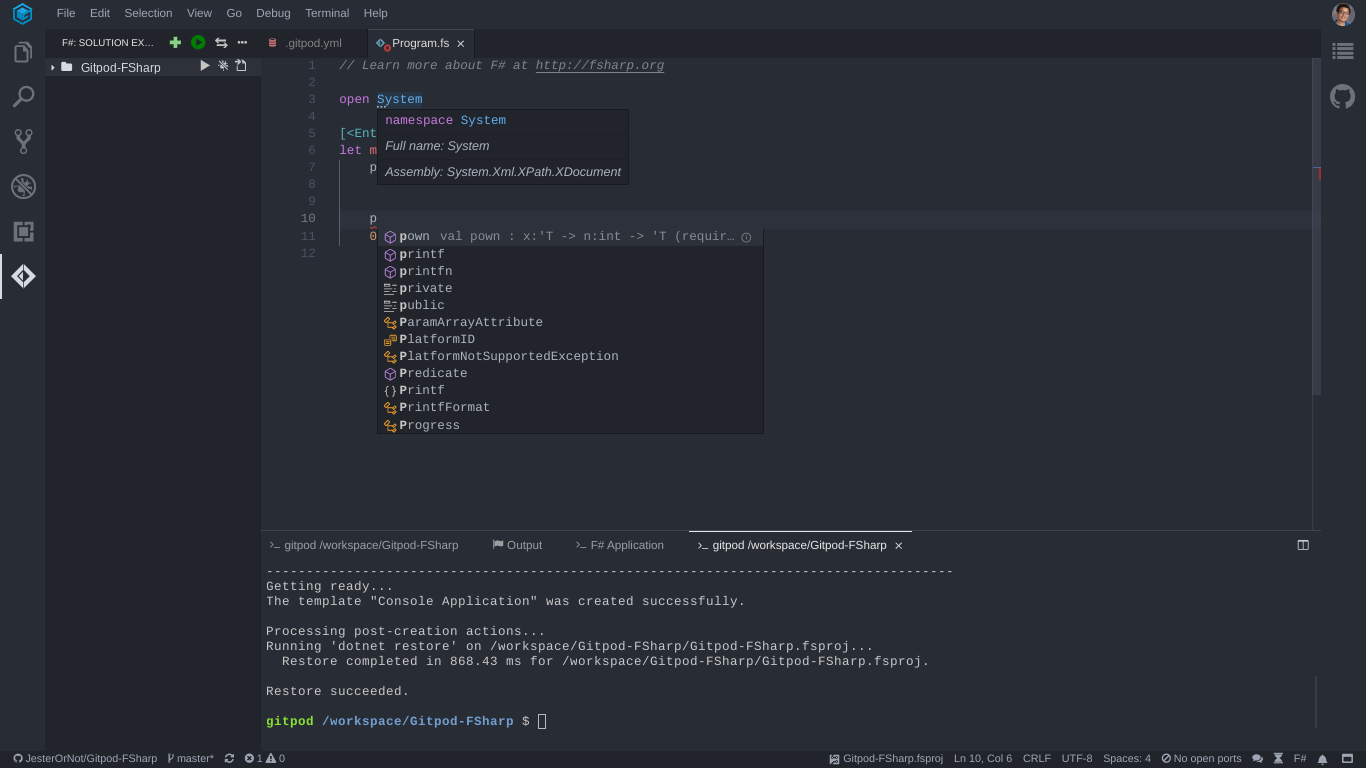 File Edit Selection View Go Debug Terminal Help
F#: SOLUTION EX...
.gitpod.yml
Program.fs
Gitpod-FSharp
1 // Learn more about F# at http://fsharp.org
2
3 open System
4
5 [<Ent
6 let m
7 p
8
9
10 p
11 0
12
namespace System
Full name: System
Assembly: System.Xml.XPath.XDocument
pown val pown : x:'T -> n:int -> 'T (requir…
printf
printfn
private
public
ParamArrayAttribute
PlatformID
PlatformNotSupportedException
Predicate
{} Printf
PrintfFormat
Progress
gitpod /workspace/Gitpod-FSharp Output F# Application gitpod /workspace/Gitpod-FSharp
--------------------------------------------------------------------------------------
Getting ready...
The template "Console Application" was created successfully.
Processing post-creation actions...
Running 'dotnet restore' on /workspace/Gitpod-FSharp/Gitpod-FSharp.fsproj...
Restore completed in 868.43 ms for /workspace/Gitpod-FSharp/Gitpod-FSharp.fsproj.
Restore succeeded.
gitpod /workspace/Gitpod-FSharp $
JesterOrNot/Gitpod-FSharp master* 1 0 Gitpod-FSharp.fsproj Ln 10, Col 6 CRLF UTF-8 Spaces: 4 No open ports F#